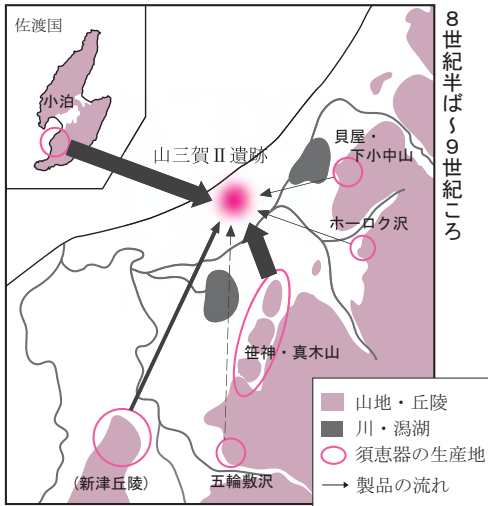 佐渡国
小泊
8世紀半ば～9世紀ころ
山三賀Ⅱ遺跡
貝屋・
下小中山
ホーロク沢
笹神・真木山
(新津丘陵)
五輪敷沢
山地・丘陵
川・潟湖
須恵器の生産地
製品の流れ